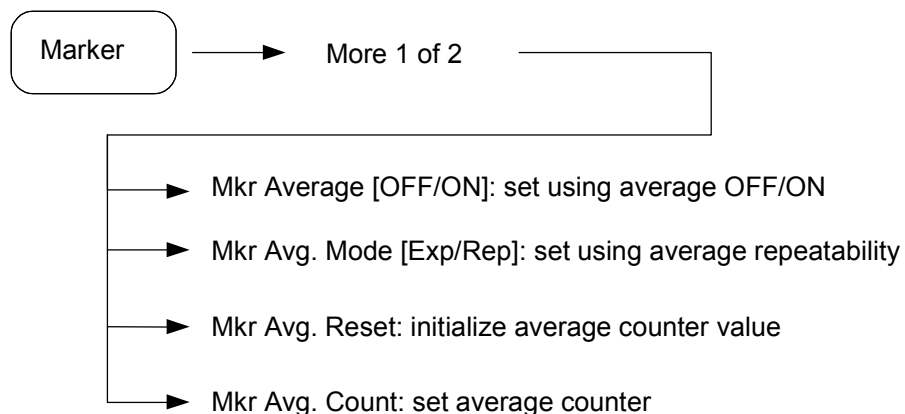 Marker
More 1 of 2
Mkr Average [OFF/ON]: set using average OFF/ON
Mkr Avg. Mode [Exp/Rep]: set using average repeatability
Mkr Avg. Reset: initialize average counter value
Mkr Avg. Count: set average counter